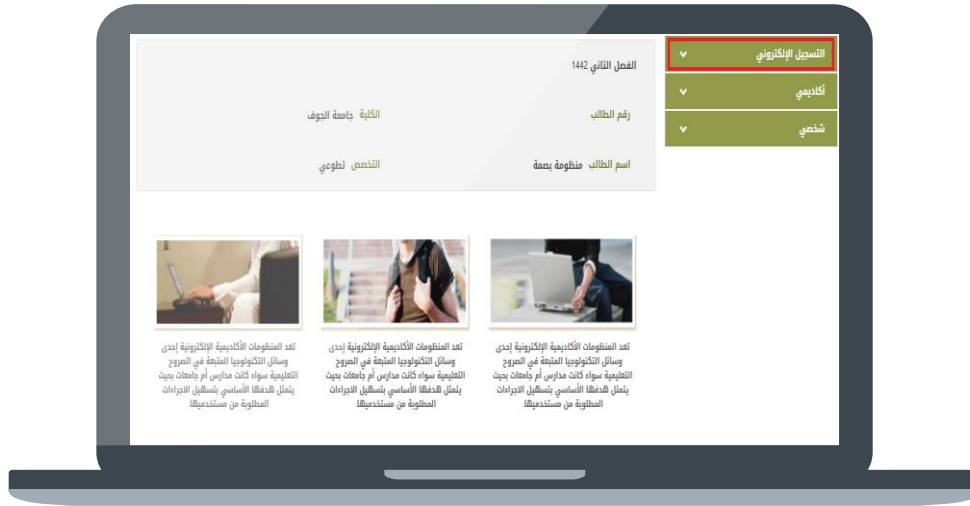 التسجيل الإلكتروني
أكاديمي
شخصي
الفصل الثاني 1442
رقم الطالب
الكلية جامعة الجوف
اسم الطالب منظومة بصمة
التخصص تطوعي
تعد المنظومات الأكاديمية الإلكترونية إحدى
وسائل التكنولوجيا المتبعة في الصروح
التعليمية سواء كانت مدارس أم جامعات بحيث
يتمثل هدفها الأساسي بتسهيل الاجراءات
المطلوبة من مستخدميها
تعد المنظومات الأكاديمية الإلكترونية إحدى
وسائل التكنولوجيا المتبعة في الصروح
التعليمية سواء كانت مدارس أم جامعات بحيث
يتمثل هدفها الأساسي بتسهيل الاجراءات
المطلوبة من مستخدميها
تعد المنظومات الأكاديمية الإلكترونية إحدى
وسائل التكنولوجيا المتبعة في الصروح
التعليمية سواء كانت مدارس أم جامعات بحيث
يتمثل هدفها الأساسي بتسهيل الاجراءات
المطلوبة من مستخدميها